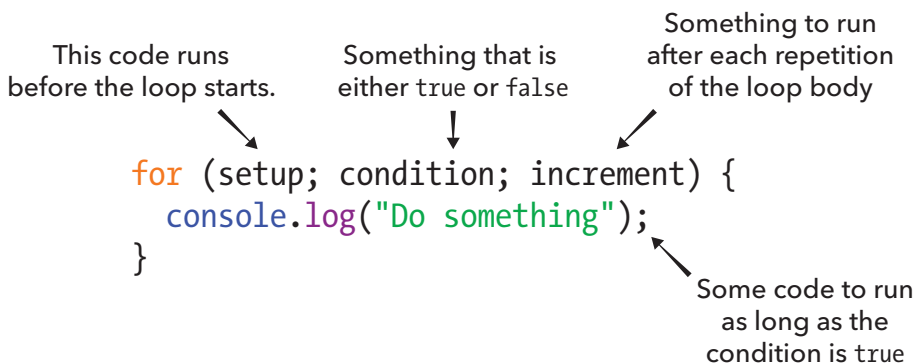 This code runs
before the loop starts.
Something that is
either true or false
Something to run
after each repetition
of the loop body
for (setup; condition; increment) {
  console.log("Do something");
}
Some code to run
as long as the
condition is true